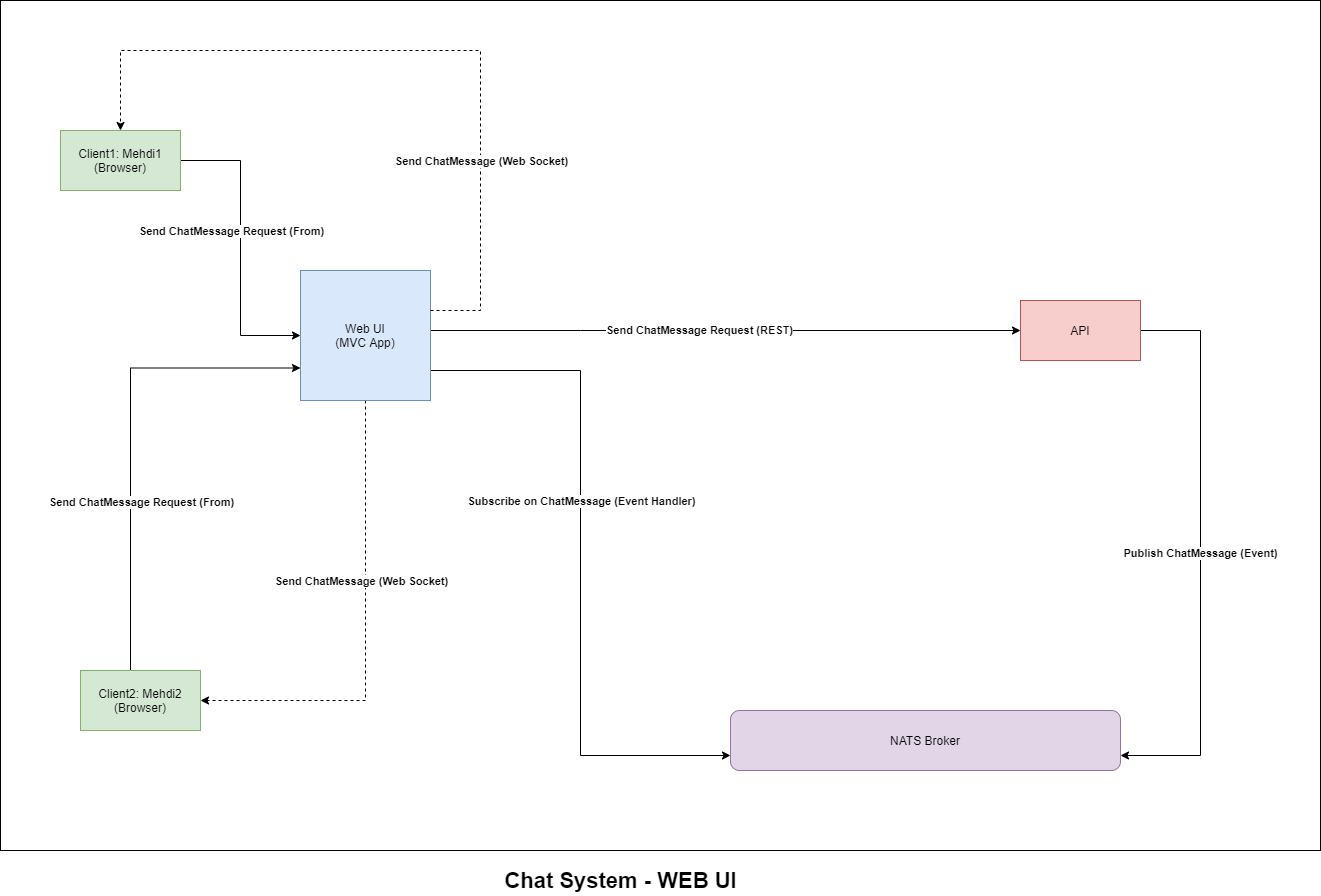 Client1: Mehdi1
(Browser)
Send ChatMessage (Web Socket)
Send ChatMessage Request (From)
Web UI
(MVC App)
Send ChatMessage Request (REST)
API
Send ChatMessage Request (From)
Subscribe on ChatMessage (Event Handler)
Publish ChatMessage (Event)
Send ChatMessage (Web Socket)
Client2: Mehdi2
(Browser)
NATS Broker
Chat System - WEB UI